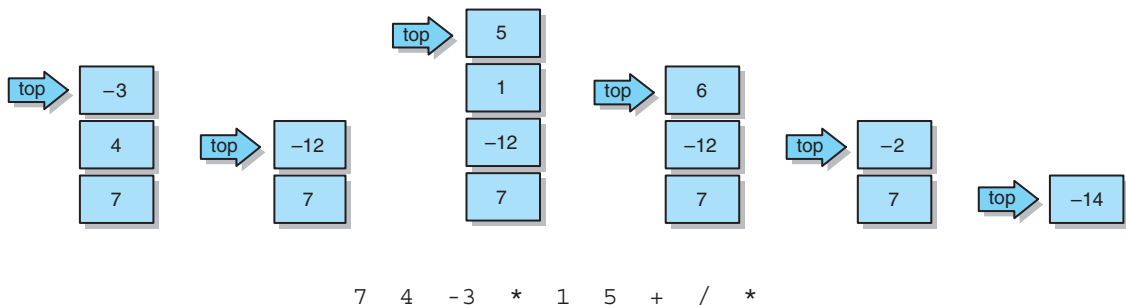 top 5
top -3 1 top 6
4 top -12 -12 -12 top -2
7 7 7 7 7 top -14
7 4 -3 * 1 5 + / *